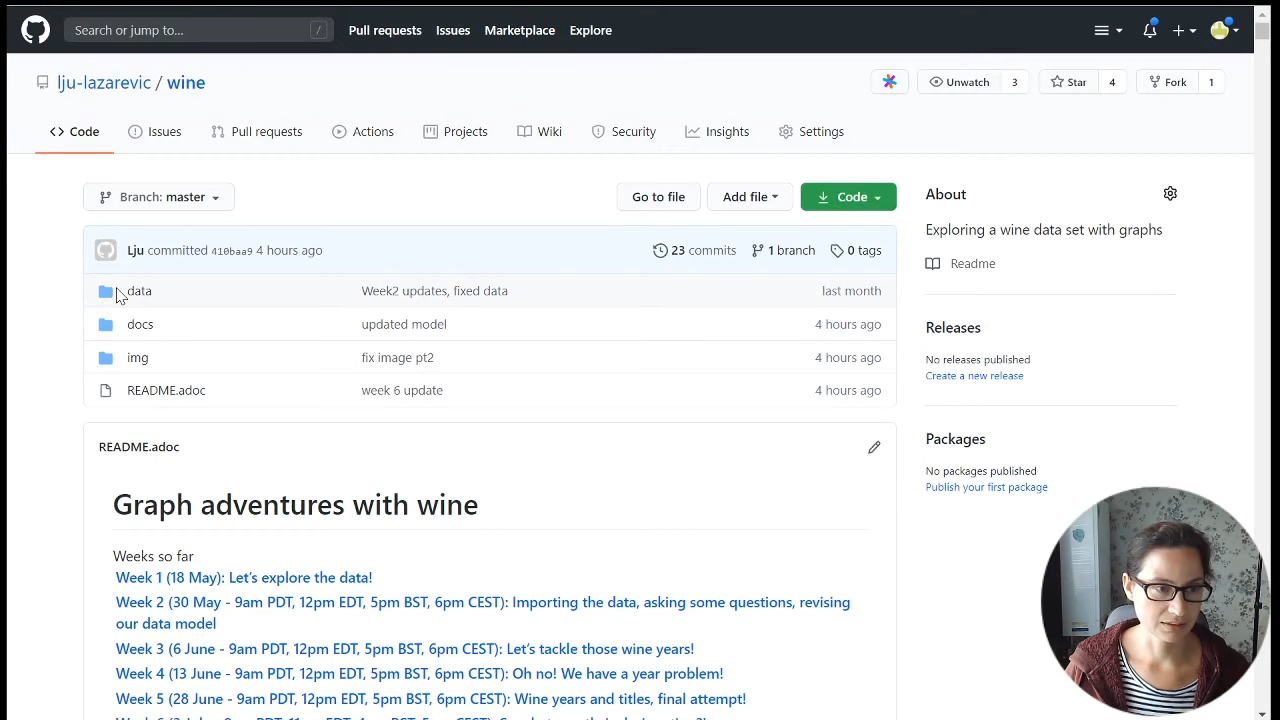 Search or jump to... /
Pull requests Issues Marketplace Explore
lju-lazarevic / wine
Unwatch 3 Star 4 Fork 1
Code Issues Pull requests Actions Projects Wiki Security Insights Settings
Branch: master Go to file Add file Code
Lju committed 410baa9 4 hours ago 23 commits 1 branch 0 tags
data Week2 updates, fixed data last month
docs updated model 4 hours ago
img fix image pt2 4 hours ago
README.adoc week 6 update 4 hours ago
About
Exploring a wine data set with graphs
Readme
Releases
No releases published
Create a new release
Packages
No packages published
Publish your first package
README.adoc
Graph adventures with wine
Weeks so far
Week 1 (18 May): Let's explore the data!
Week 2 (30 May - 9am PDT, 12pm EDT, 5pm BST, 6pm CEST): Importing the data, asking some questions, revising
our data model
Week 3 (6 June - 9am PDT, 12pm EDT, 5pm BST, 6pm CEST): Let's tackle those wine years!
Week 4 (13 June - 9am PDT, 12pm EDT, 5pm BST, 6pm CEST): Oh no! We have a year problem!
Week 5 (28 June - 9am PDT, 12pm EDT, 5pm BST, 6pm CEST): Wine years and titles, final attempt!